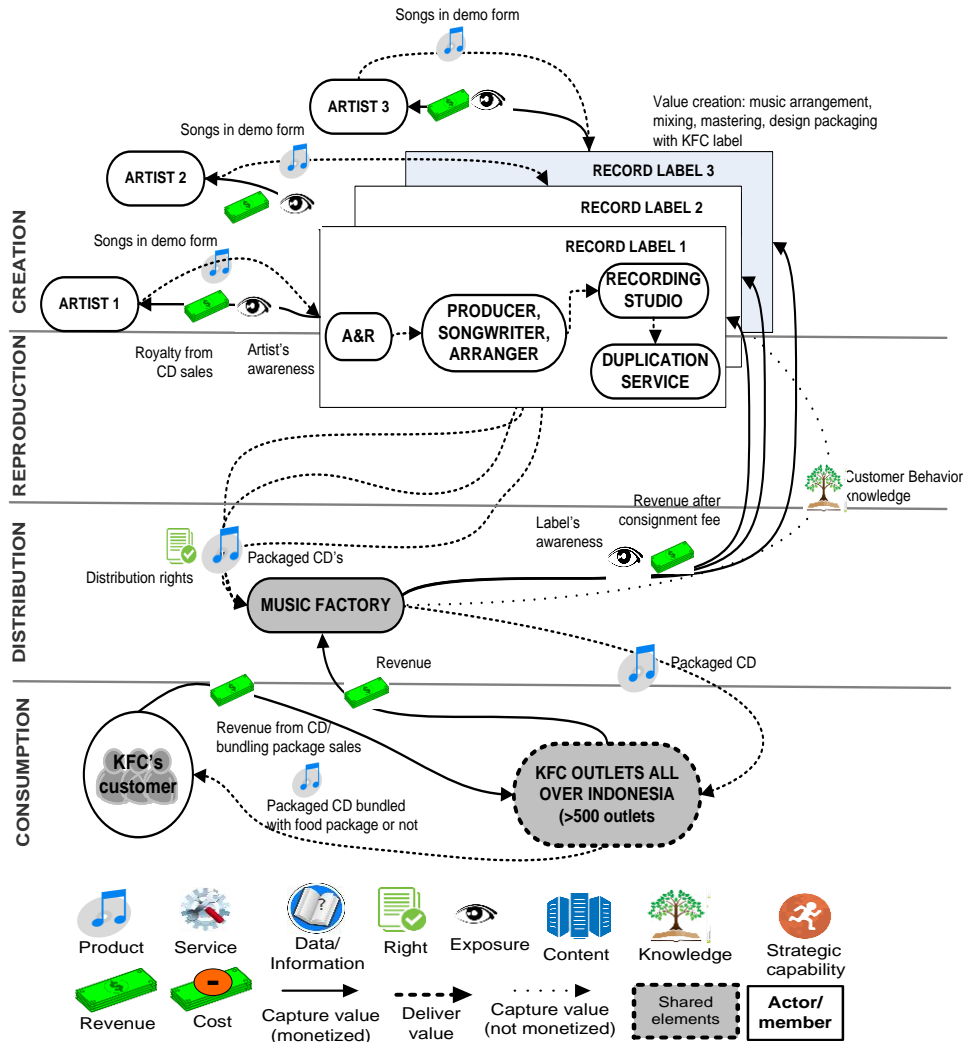 Songs in demo form
ARTIST 3
Value creation: music arrangement,
mixing, mastering, design packaging
with KFC label
Songs in demo form
ARTIST 2
RECORD LABEL 3
RECORD LABEL 2
RECORD LABEL 1
Songs in demo form
ARTIST 1
CREATION
A&R
PRODUCER,
SONGWRITER,
ARRANGER
RECORDING
STUDIO
DUPLICATION
SERVICE
Royalty from
CD sales
Artist's
awareness
REPRODUCTION
Customer Behavior
knowledge
Revenue after
consignment fee
Label's
awareness
DISTRIBUTION
Packaged CD's
Distribution rights
MUSIC FACTORY
Revenue
Packaged CD
CONSUMPTION
KFC's
customer
Revenue from CD/
bundling package sales
Packaged CD bundled
with food package or not
KFC OUTLETS ALL
OVER INDONESIA
(>500 outlets
Product
Service
Data/
Information
?
Right
Exposure
Content
Knowledge
Strategic
capability
Revenue
Cost
Capture value
(monetized)
Deliver
value
Capture value
(not monetized)
Shared
elements
Actor/
member